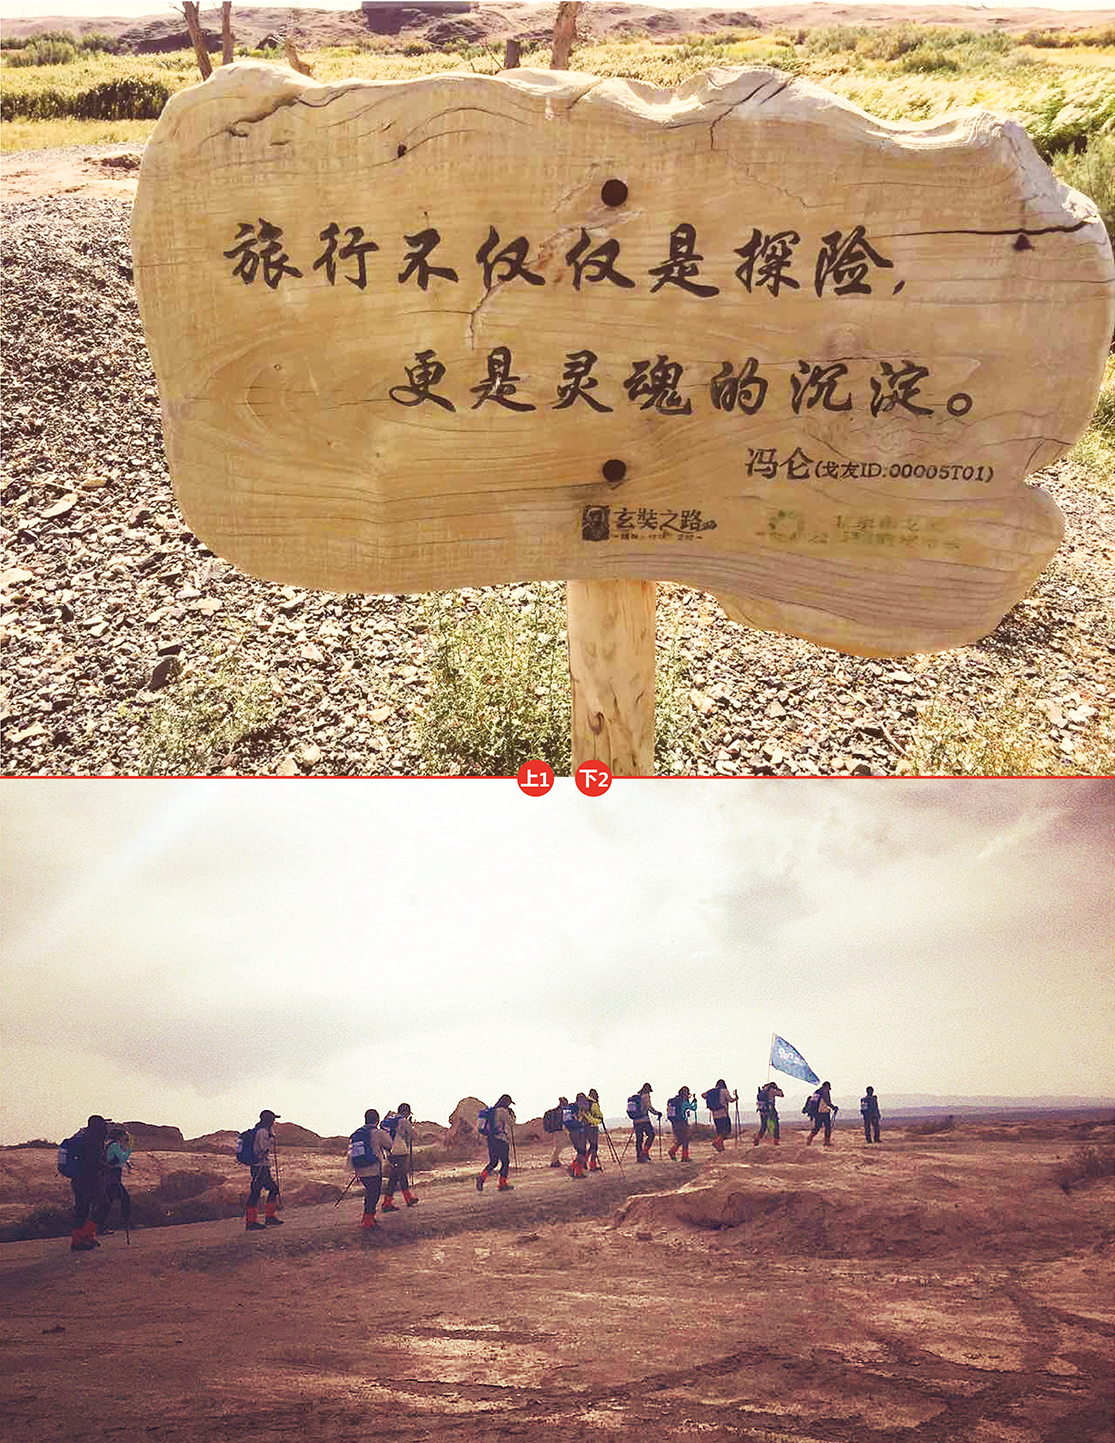 旅行不仅仅是探险，
更是灵魂的沉淀。
冯仑(戈友ID:00005T01)
玄奘之路
上1 下2